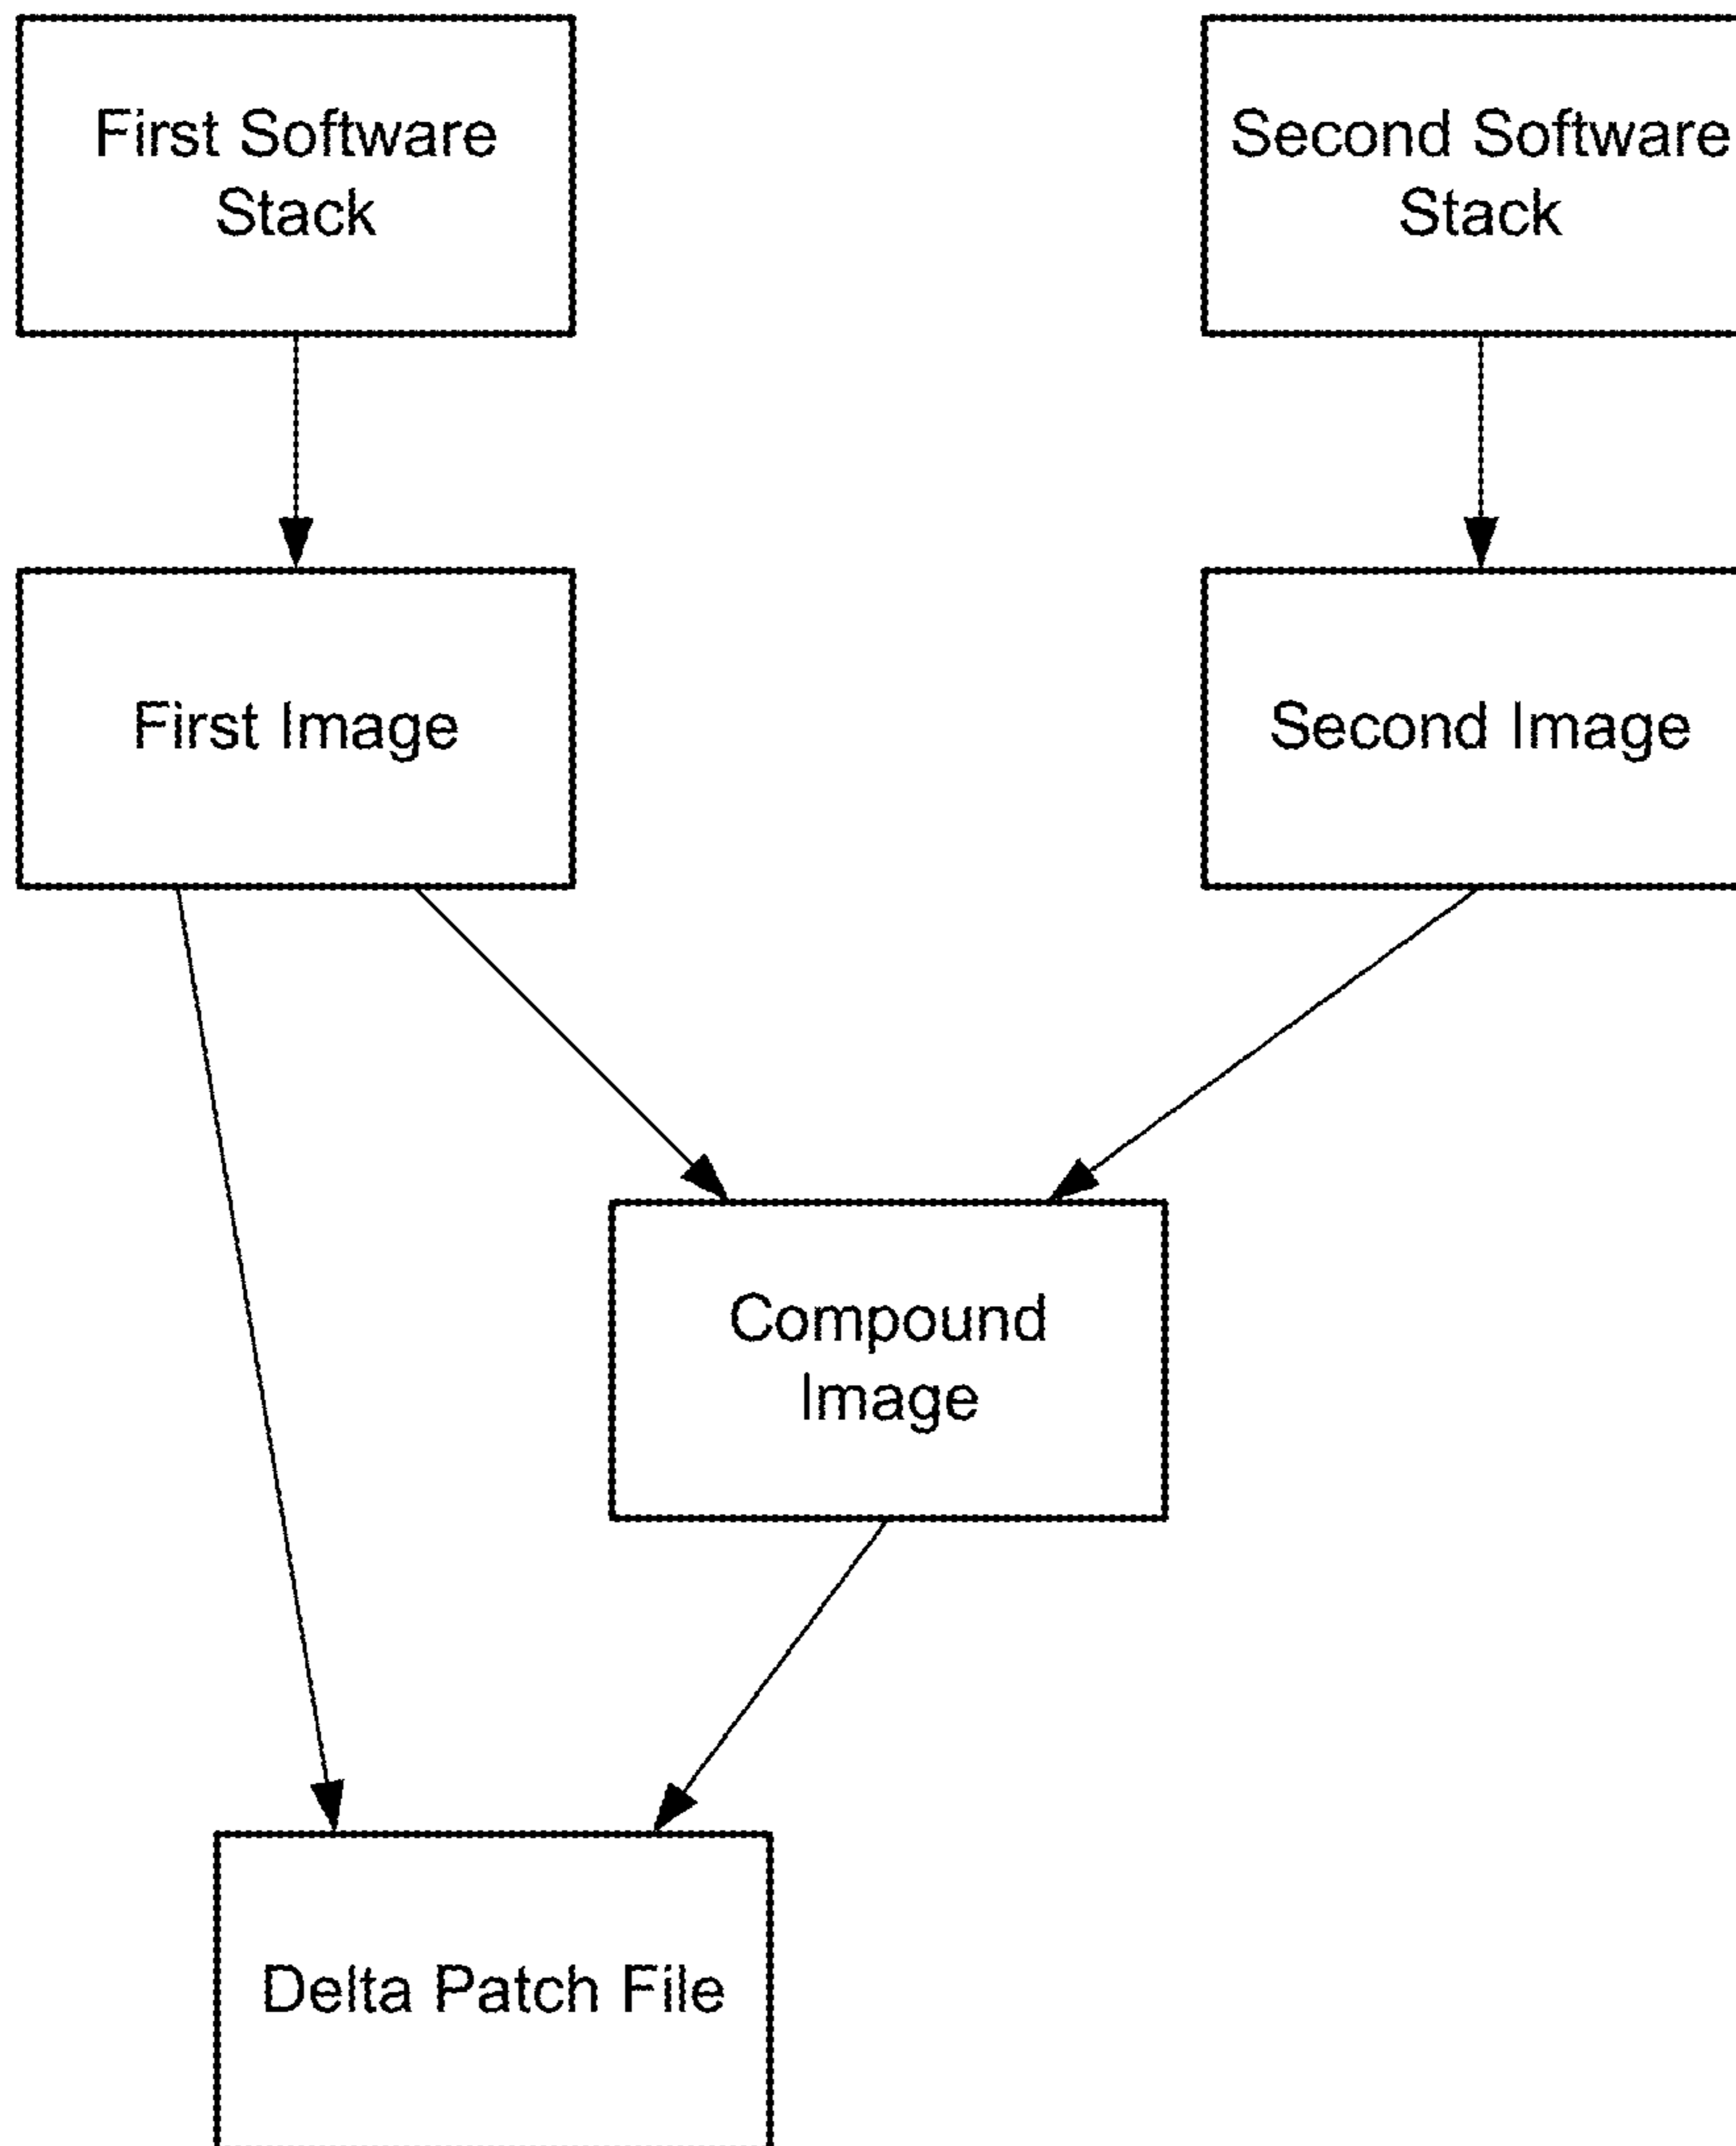 First Software
Stack
Second Software
Stack
First Image
Second Image
Compound
Image
Delta Patch File